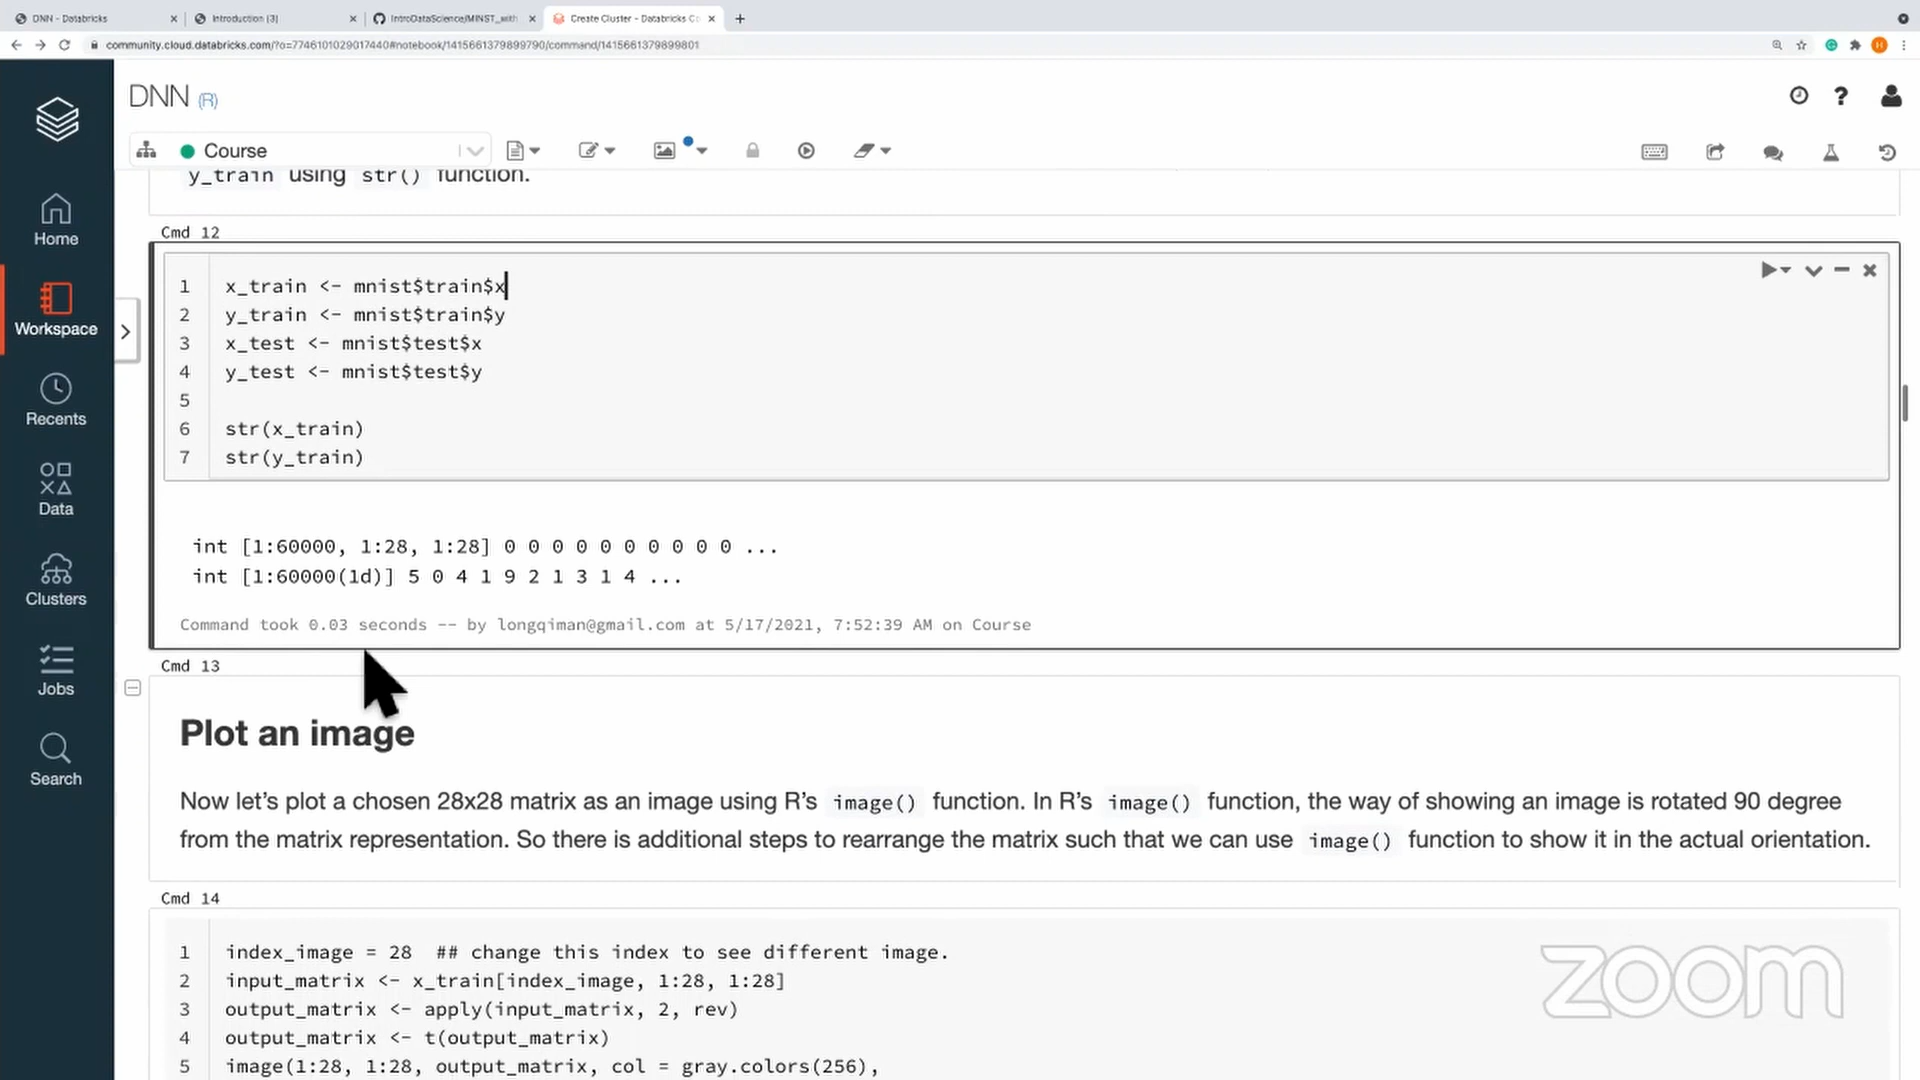 DNN - Databricks
Introduction (3)
IntroDataScience/MINST_with
Create Cluster - Databricks Co
community.cloud.databricks.com/?o=7746101029017440#notebook/1415661379899790/command/1415661379899801
DNN (R)
Course
Home
Workspace
Recents
Data
Clusters
Jobs
Search
y_train using str() function.
Cmd 12
1 x_train <- mnist$train$x
2 y_train <- mnist$train$y
3 x_test <- mnist$test$x
4 y_test <- mnist$test$y
5
6 str(x_train)
7 str(y_train)
int [1:60000, 1:28, 1:28] 0 0 0 0 0 0 0 0 0 0 ...
int [1:60000(1d)] 5 0 4 1 9 2 1 3 1 4 ...
Command took 0.03 seconds -- by longqiman@gmail.com at 5/17/2021, 7:52:39 AM on Course
Cmd 13
Plot an image
Now let’s plot a chosen 28x28 matrix as an image using R’s image() function. In R’s image() function, the way of showing an image is rotated 90 degree
from the matrix representation. So there is additional steps to rearrange the matrix such that we can use image() function to show it in the actual orientation.
Cmd 14
1 index_image = 28 ## change this index to see different image.
2 input_matrix <- x_train[index_image, 1:28, 1:28]
3 output_matrix <- apply(input_matrix, 2, rev)
4 output_matrix <- t(output_matrix)
5 image(1:28, 1:28, output_matrix, col = gray.colors(256),
zoom